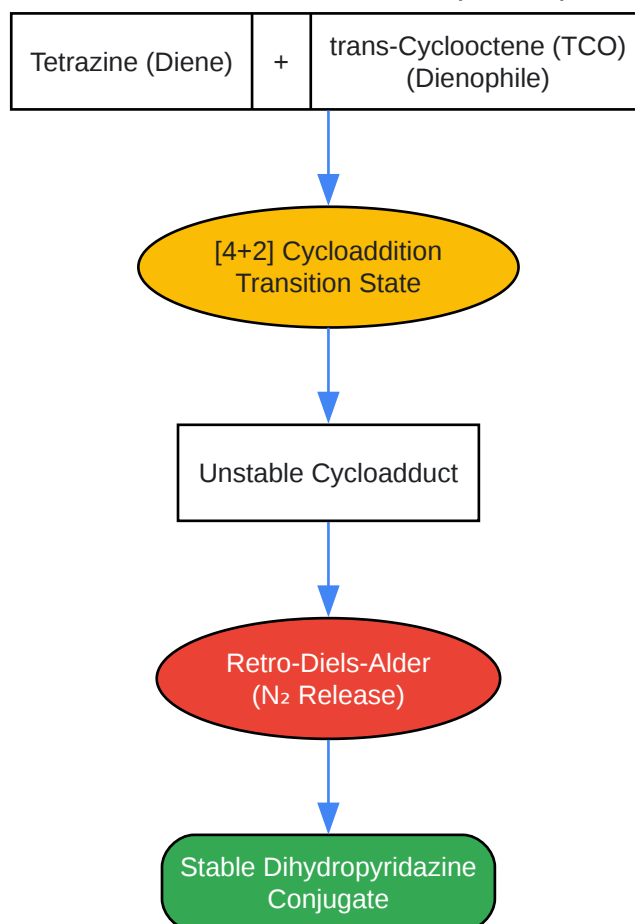 Tetrazine (Diene) + trans-Cyclooctene (TCO)
(Dienophile)
[4+2] Cycloaddition
Transition State
Unstable Cycloadduct
Retro-Diels-Alder
(N₂ Release)
Stable Dihydropyridazine
Conjugate